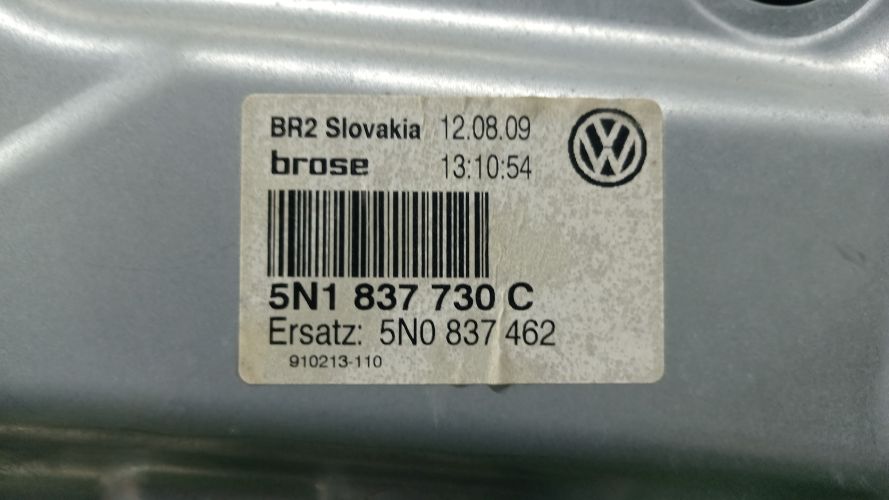 BR2 Slovakia 12.08.09
brose 13:10:54
5N1 837 730 C
Ersatz: 5N0 837 462
910213-110